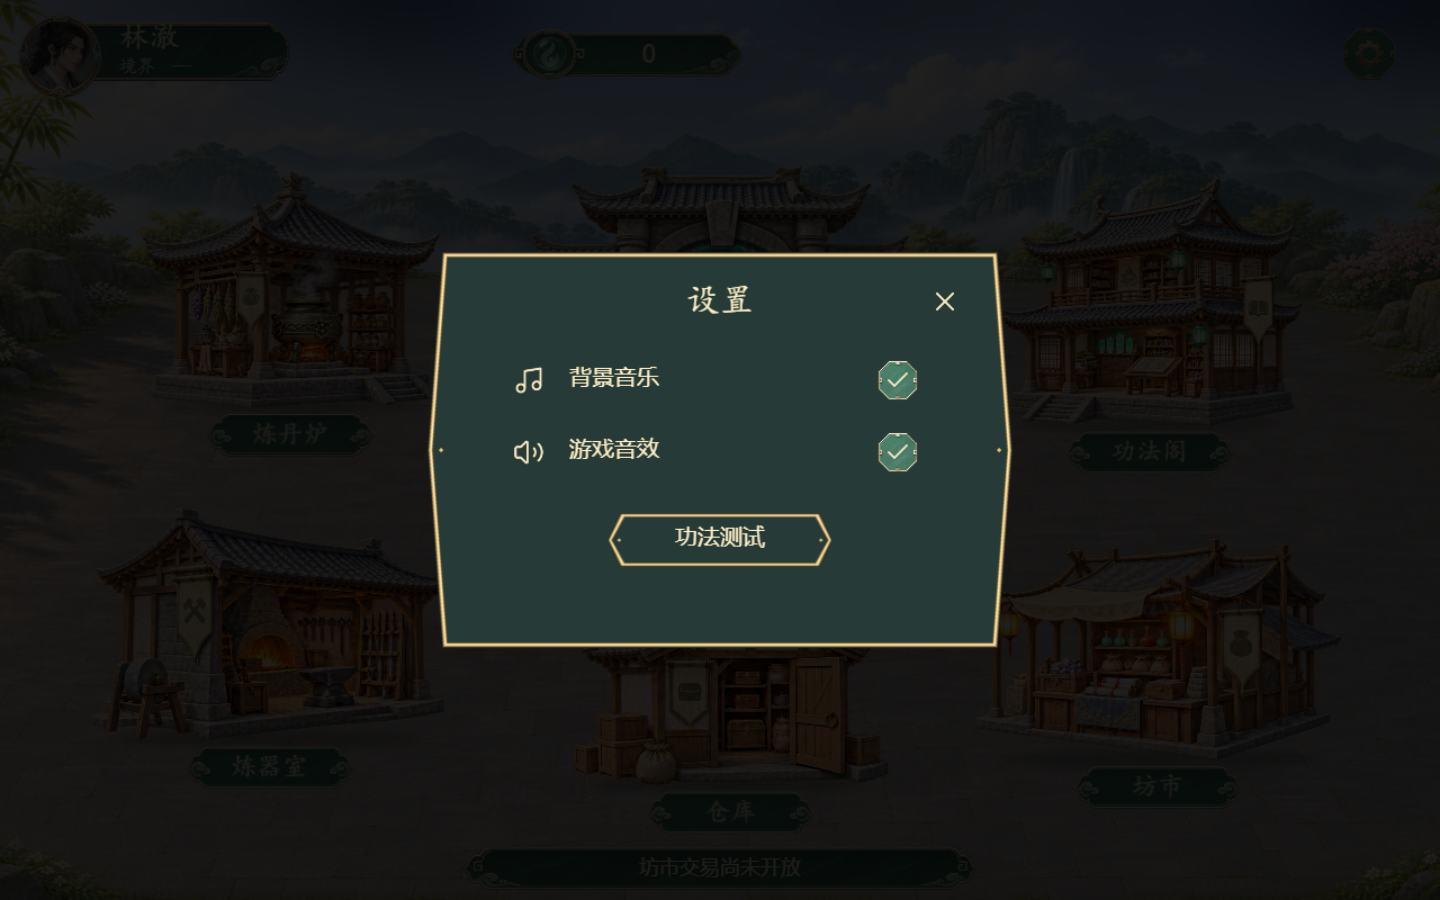 林澈
境界 一
0
设置
背景音乐
游戏音效
功法测试
炼丹炉
功法阁
炼器室
坊市
仓库
坊市交易尚未开放